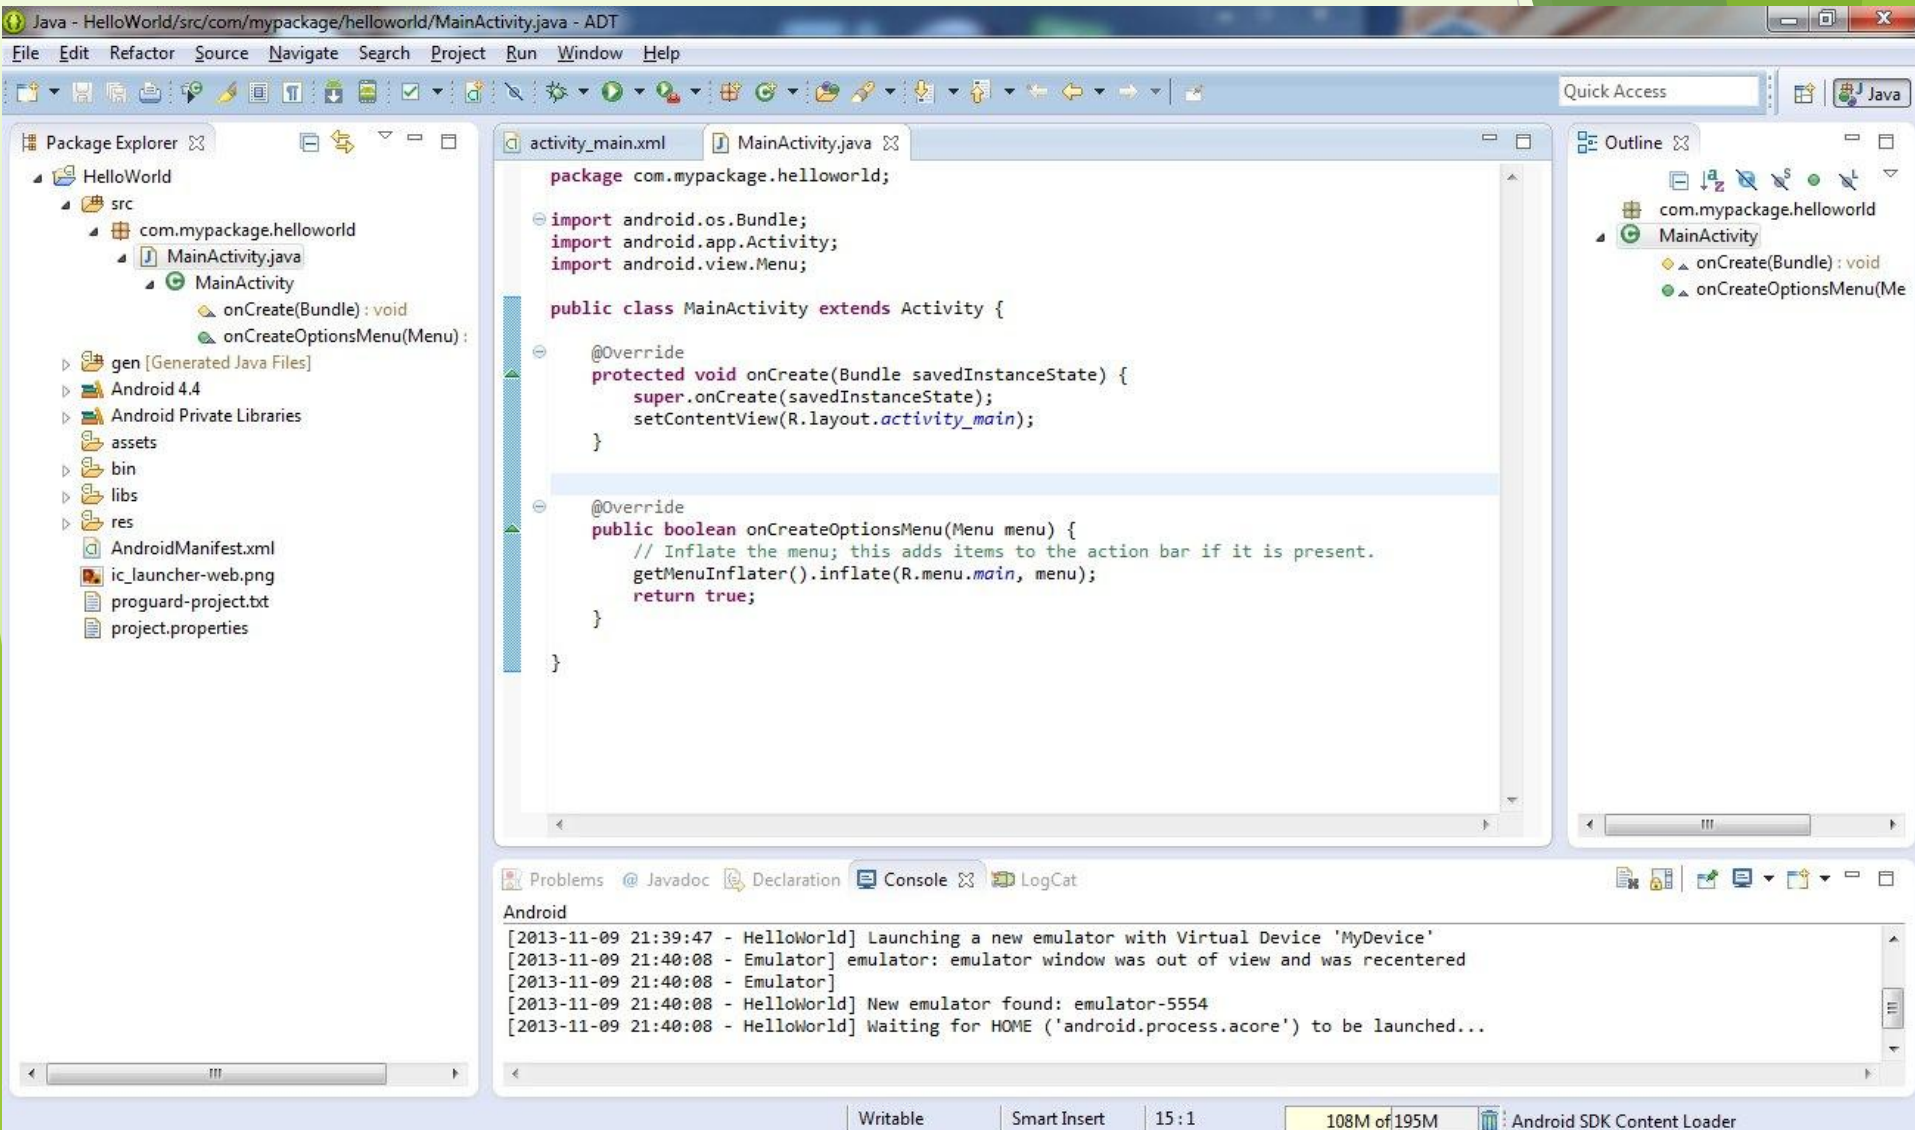 Java - HelloWorld/src/com/mypackage/helloworld/MainActivity.java - ADT
File Edit Refactor Source Navigate Search Project Run Window Help
Quick Access
Java
Package Explorer
HelloWorld
src
com.mypackage.helloworld
MainActivity.java
MainActivity
onCreate(Bundle) : void
onCreateOptionsMenu(Menu) :
gen [Generated Java Files]
Android 4.4
Android Private Libraries
assets
bin
libs
res
AndroidManifest.xml
ic_launcher-web.png
proguard-project.txt
project.properties
activity_main.xml
MainActivity.java
package com.mypackage.helloworld;
import android.os.Bundle;
import android.app.Activity;
import android.view.Menu;
public class MainActivity extends Activity {
@Override
protected void onCreate(Bundle savedInstanceState) {
super.onCreate(savedInstanceState);
setContentView(R.layout.activity_main);
}
@Override
public boolean onCreateOptionsMenu(Menu menu) {
// Inflate the menu; this adds items to the action bar if it is present.
getMenuInflater().inflate(R.menu.main, menu);
return true;
}
}
Outline
com.mypackage.helloworld
MainActivity
onCreate(Bundle) : void
onCreateOptionsMenu(Me
Problems @ Javadoc Declaration Console LogCat
Android
[2013-11-09 21:39:47 - HelloWorld] Launching a new emulator with Virtual Device 'MyDevice'
[2013-11-09 21:40:08 - Emulator] emulator: emulator window was out of view and was recentered
[2013-11-09 21:40:08 - Emulator]
[2013-11-09 21:40:08 - HelloWorld] New emulator found: emulator-5554
[2013-11-09 21:40:08 - HelloWorld] Waiting for HOME ('android.process.acore') to be launched...
Writable Smart Insert 15 : 1 108M of 195M Android SDK Content Loader